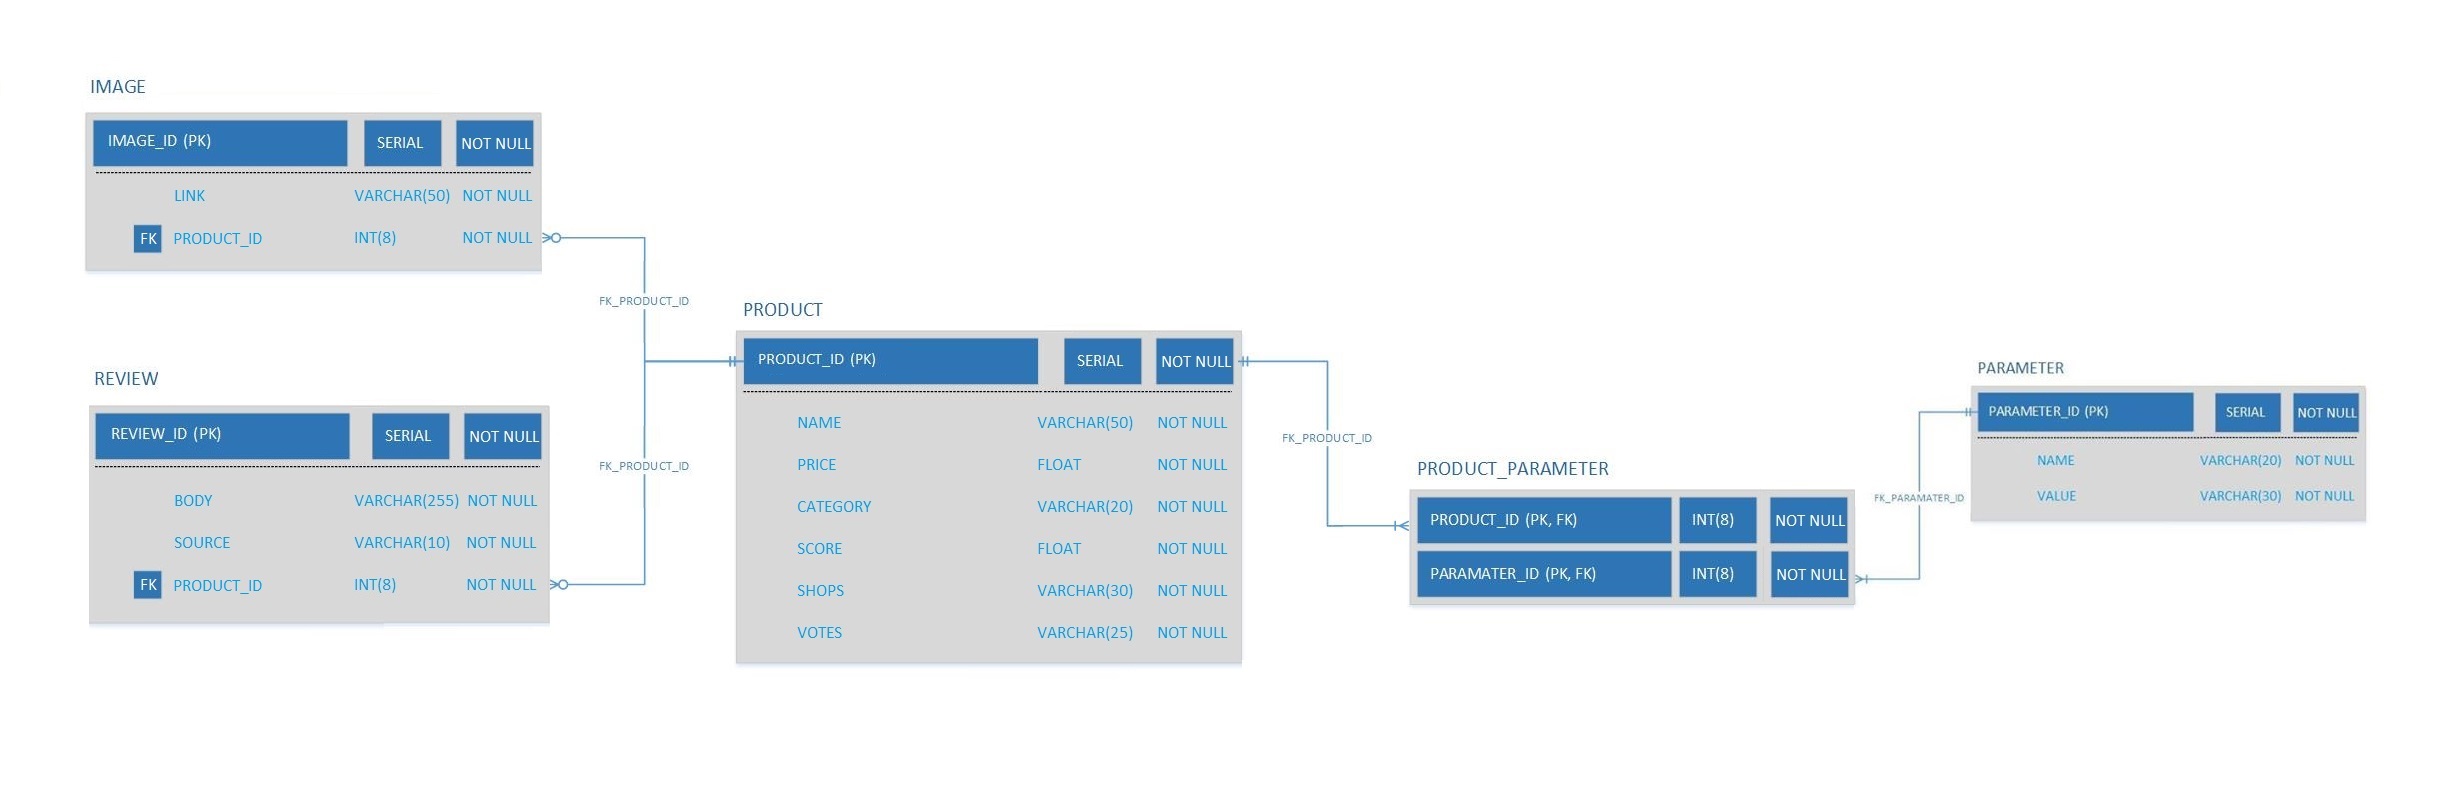 IMAGE
IMAGE_ID (PK) SERIAL NOT NULL
LINK VARCHAR(50) NOT NULL
FK PRODUCT_ID INT(8) NOT NULL
FK_PRODUCT_ID
REVIEW
REVIEW_ID (PK) SERIAL NOT NULL
BODY VARCHAR(255) NOT NULL
SOURCE VARCHAR(10) NOT NULL
FK PRODUCT_ID INT(8) NOT NULL
FK_PRODUCT_ID
PRODUCT
PRODUCT_ID (PK) SERIAL NOT NULL
NAME VARCHAR(50) NOT NULL
PRICE FLOAT NOT NULL
CATEGORY VARCHAR(20) NOT NULL
SCORE FLOAT NOT NULL
SHOPS VARCHAR(30) NOT NULL
VOTES VARCHAR(25) NOT NULL
FK_PRODUCT_ID
PRODUCT_PARAMETER
PRODUCT_ID (PK, FK) INT(8) NOT NULL
PARAMATER_ID (PK, FK) INT(8) NOT NULL
FK_PARAMATER_ID
PARAMETER
PARAMETER_ID (PK) SERIAL NOT NULL
NAME VARCHAR(20) NOT NULL
VALUE VARCHAR(30) NOT NULL